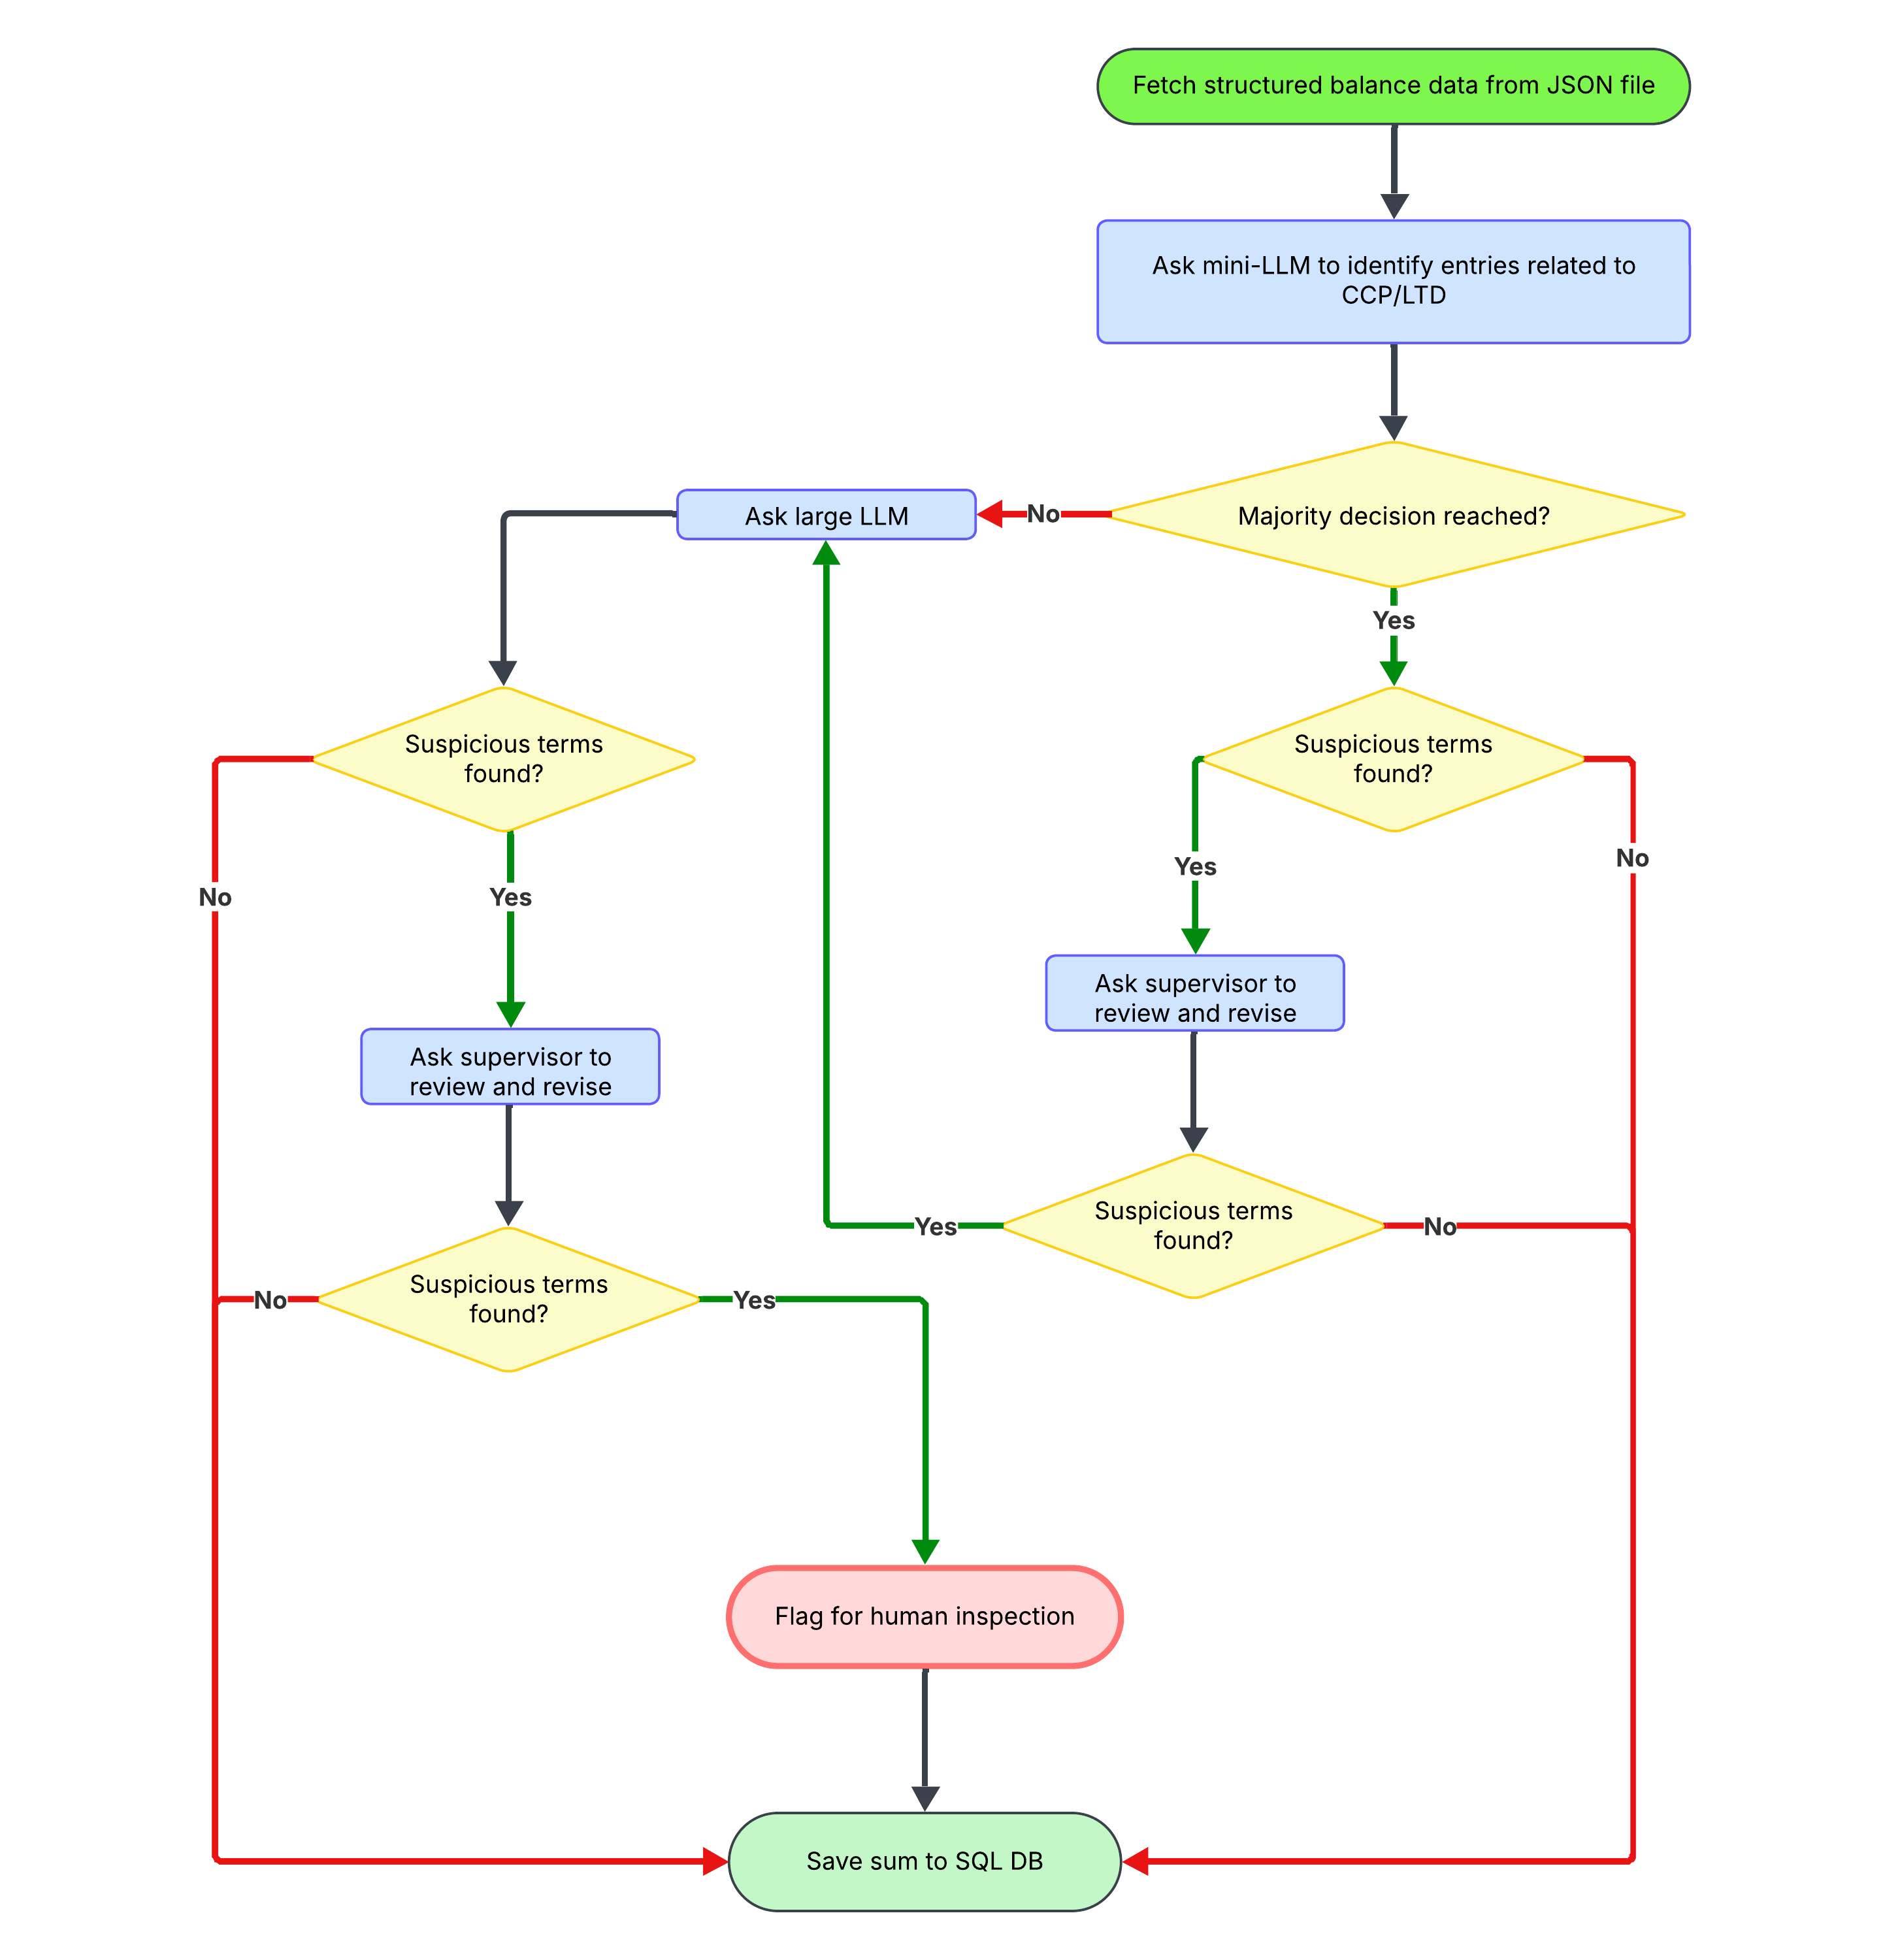 Fetch structured balance data from JSON file
Ask mini-LLM to identify entries related to
CCP/LTD
Majority decision reached?
No
Ask large LLM
Yes
Suspicious terms
found?
Suspicious terms
found?
No
Yes
Yes
No
Ask supervisor to
review and revise
Ask supervisor to
review and revise
Suspicious terms
found?
Yes
No
Suspicious terms
found?
No
Yes
Flag for human inspection
Save sum to SQL DB